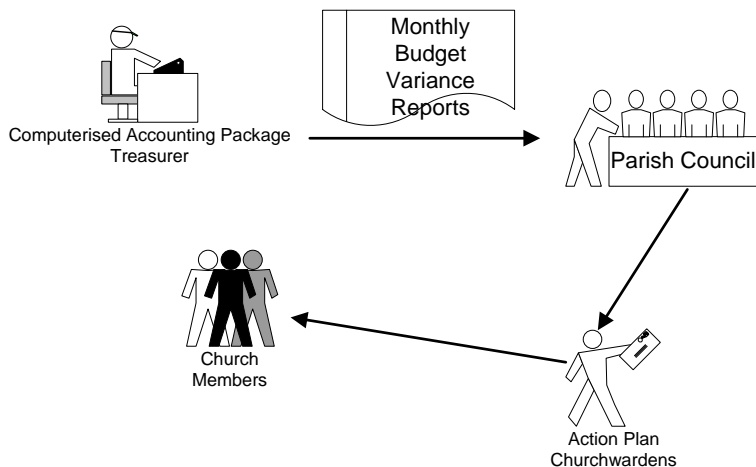 Monthly
Budget
Variance
Reports
Computerised Accounting Package
Treasurer
Parish Council
Church
Members
Action Plan
Churchwardens